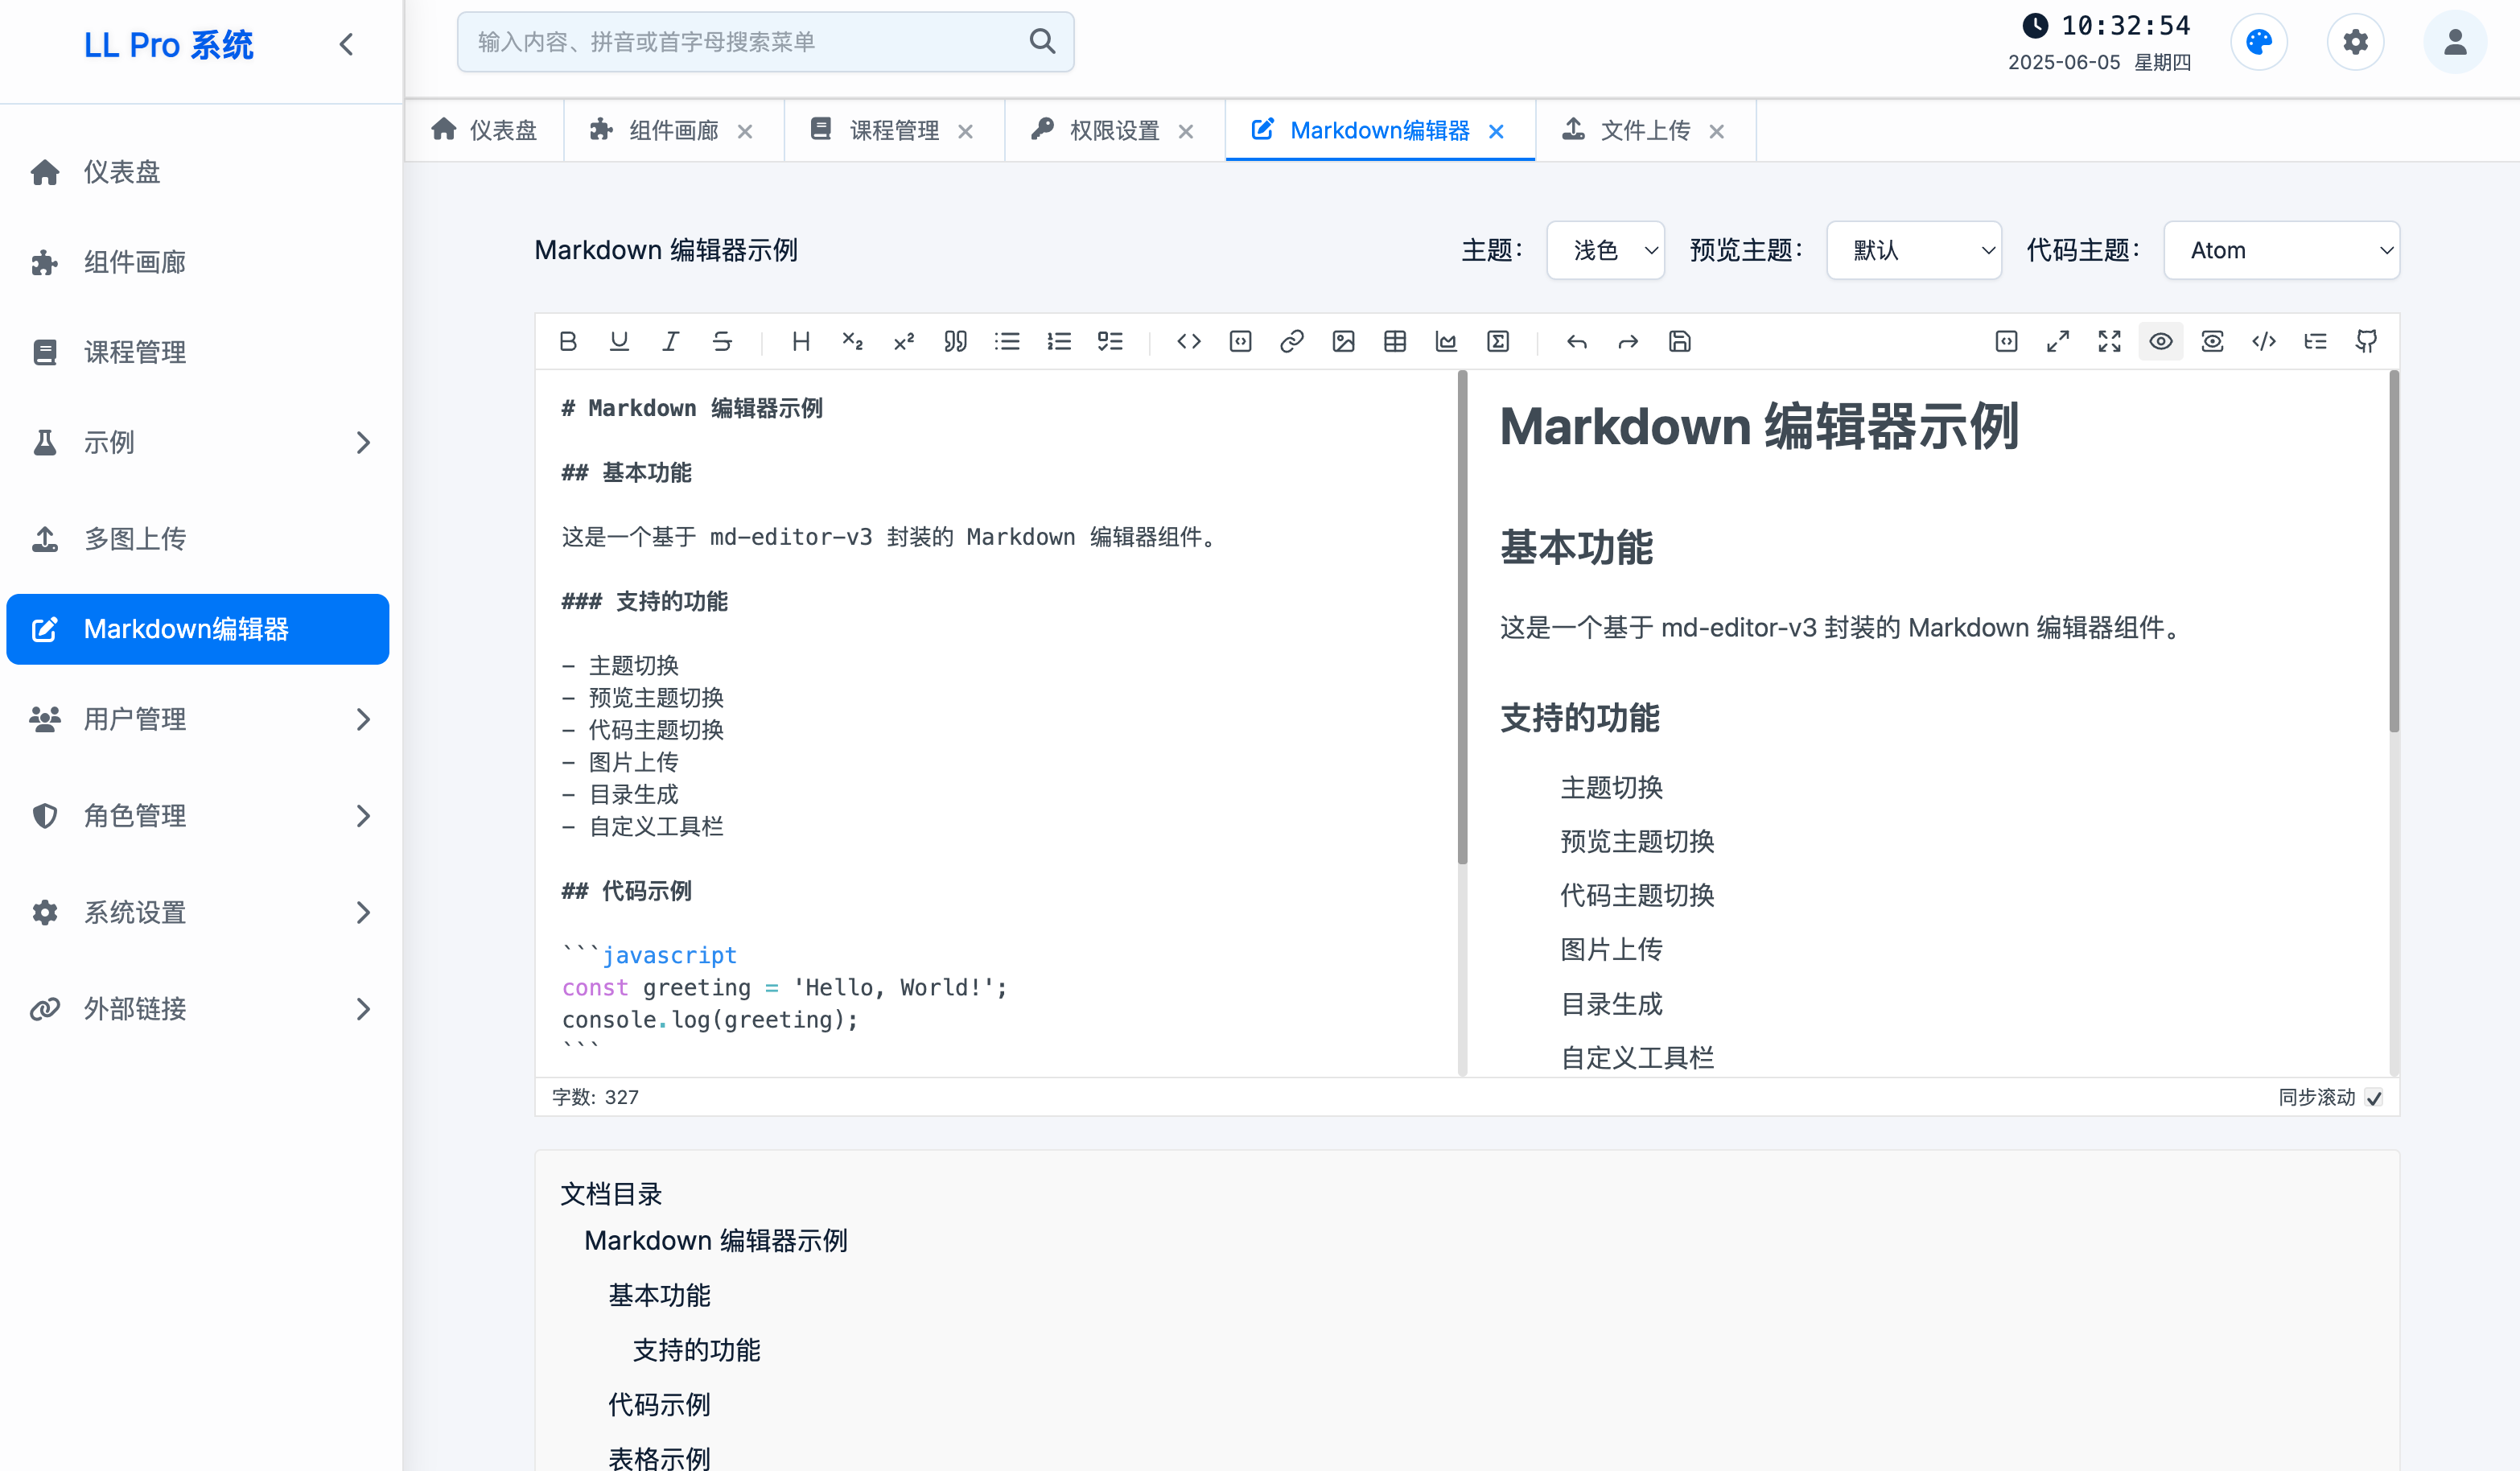 LL Pro 系统
输入内容、拼音或首字母搜索菜单
10:32:54
2025-06-05 星期四
仪表盘
组件画廊
课程管理
示例
多图上传
Markdown编辑器
用户管理
角色管理
系统设置
外部链接
仪表盘 组件画廊 课程管理 权限设置 Markdown编辑器 文件上传
Markdown 编辑器示例
主题： 浅色 预览主题： 默认 代码主题： Atom
# Markdown 编辑器示例
## 基本功能
这是一个基于 md-editor-v3 封装的 Markdown 编辑器组件。
### 支持的功能
- 主题切换
- 预览主题切换
- 代码主题切换
- 图片上传
- 目录生成
- 自定义工具栏
## 代码示例
```javascript
const greeting = 'Hello, World!';
console.log(greeting);
```
Markdown 编辑器示例
基本功能
这是一个基于 md-editor-v3 封装的 Markdown 编辑器组件。
支持的功能
主题切换
预览主题切换
代码主题切换
图片上传
目录生成
自定义工具栏
字数: 327
同步滚动
文档目录
Markdown 编辑器示例
基本功能
支持的功能
代码示例
表格示例